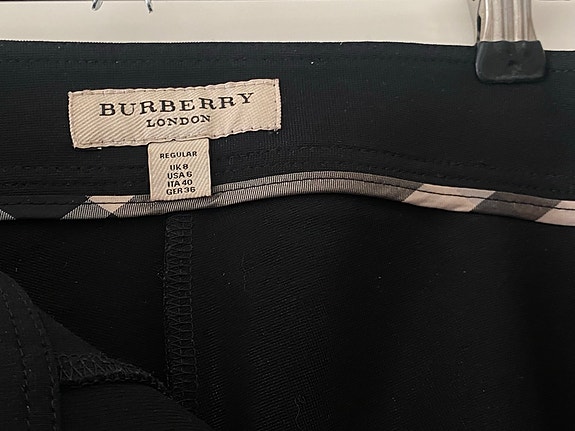 BURBERRY
LONDON
REGULAR
UK 8
USA 6
ITA 40
GER 36